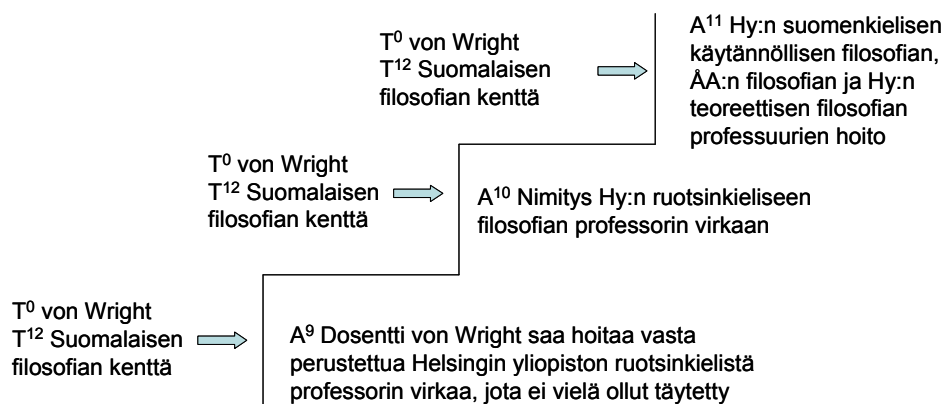 T⁰ von Wright
T¹² Suomalaisen
filosofian kenttä
A¹¹ Hy:n suomenkielisen
käytännöllisen filosofian,
ÅA:n filosofian ja Hy:n
teoreettisen filosofian
professuurien hoito
T⁰ von Wright
T¹² Suomalaisen
filosofian kenttä
A¹⁰ Nimitys Hy:n ruotsinkieliseen
filosofian professorin virkaan
T⁰ von Wright
T¹² Suomalaisen
filosofian kenttä
A⁹ Dosentti von Wright saa hoitaa vasta
perustettua Helsingin yliopiston ruotsinkielistä
professorin virkaa, jota ei vielä ollut täytetty